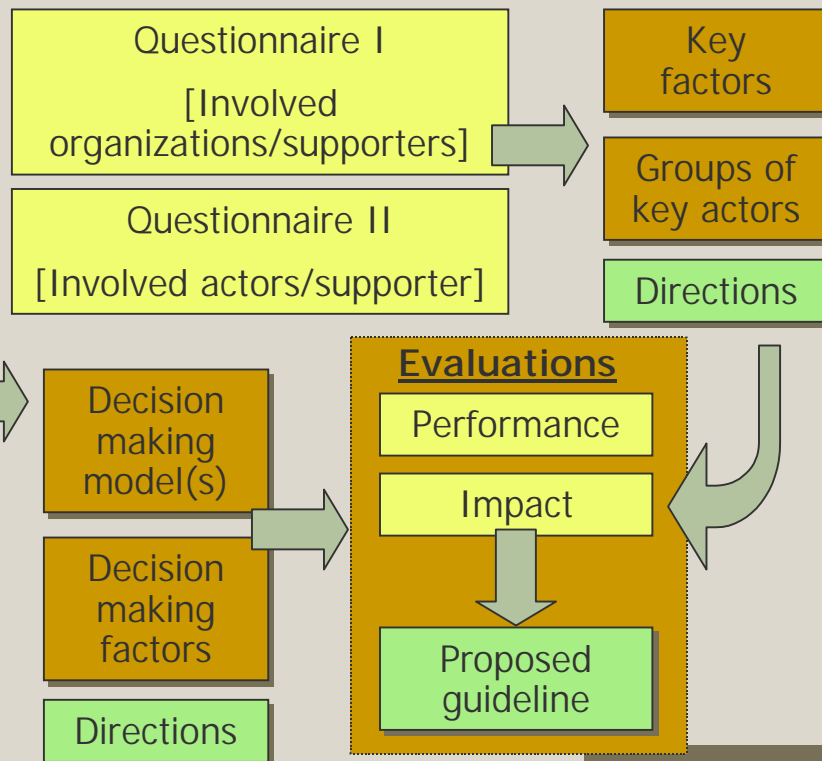 Questionnaire I
[Involved
organizations/supporters]
Questionnaire II
[Involved actors/supporter]
Key
factors
Groups of
key actors
Directions
Decision
making
model(s)
Decision
making
factors
Directions
Evaluations
Performance
Impact
Proposed
guideline